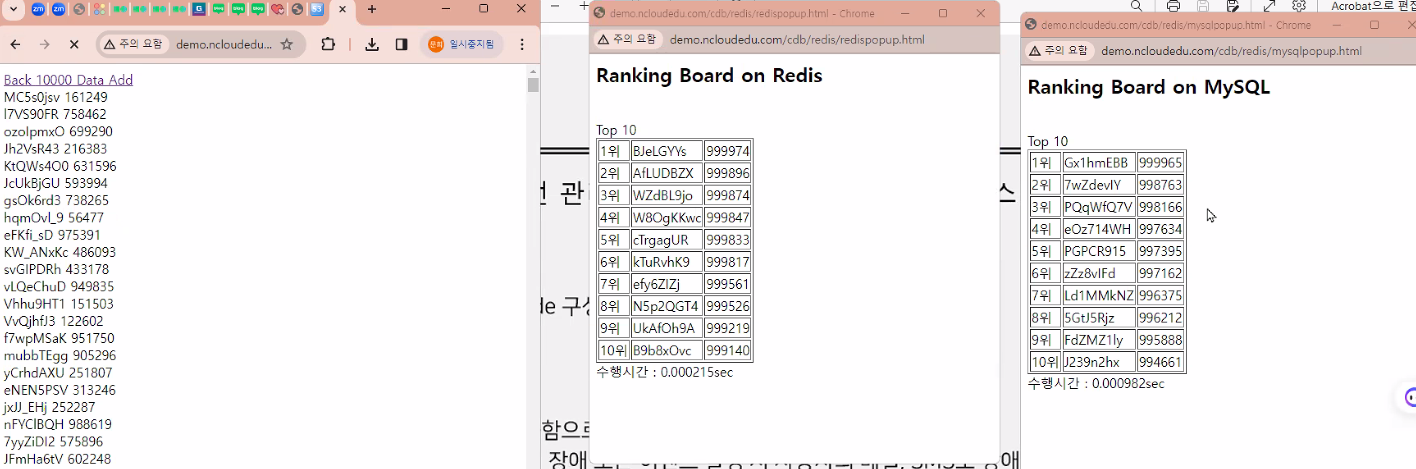 주의 요함
demo.ncloudedu...
일시중지됨
Back 10000 Data Add
MC5s0jsv 161249
l7VS90FR 758462
ozoIpmxO 699290
Jh2VsR43 216383
KtQWs4O0 631596
JcUkBjGU 593994
gsOk6rd3 738265
hqmOvl_9 56477
eFKfi_sD 975391
KW_ANxKc 486093
svGIPDRh 433178
vLQeChuD 949835
Vhhu9HT1 151503
VvQjhfJ3 122602
f7wpMSaK 951750
mubbTEgg 905296
yCrhdAXU 251807
eNEN5PSV 313246
jxJJ_EHj 252287
nFYClBQH 988619
7yyZiDI2 575896
JFmHa6tV 602248
demo.ncloudedu.com/cdb/redis/redispopup.html - Chrome
주의 요함
demo.ncloudedu.com/cdb/redis/redispopup.html
Ranking Board on Redis
Top 10
1위 BJeLGYYs 999974
2위 AfLUDBZX 999896
3위 WZdBL9jo 999874
4위 W8OgKKwc 999847
5위 cTrgagUR 999833
6위 kTuRvhK9 999817
7위 efy6ZIZj 999561
8위 N5p2QGT4 999526
9위 UkAfOh9A 999219
10위 B9b8xOvc 999140
수행시간 : 0.000215sec
Acrobat으로 편집
demo.ncloudedu.com/cdb/redis/mysqlpopup.html - Chrome
주의 요함
demo.ncloudedu.com/cdb/redis/mysqlpopup.html
Ranking Board on MySQL
Top 10
1위 Gx1hmEBB 999965
2위 7wZdevIY 998763
3위 PQqWfQ7V 998166
4위 eOz714WH 997634
5위 PGPCR915 997395
6위 zZz8vIFd 997162
7위 Ld1MMkNZ 996375
8위 5GtJ5Rjz 996212
9위 FdZMZ1ly 995888
10위 J239n2hx 994661
수행시간 : 0.000982sec